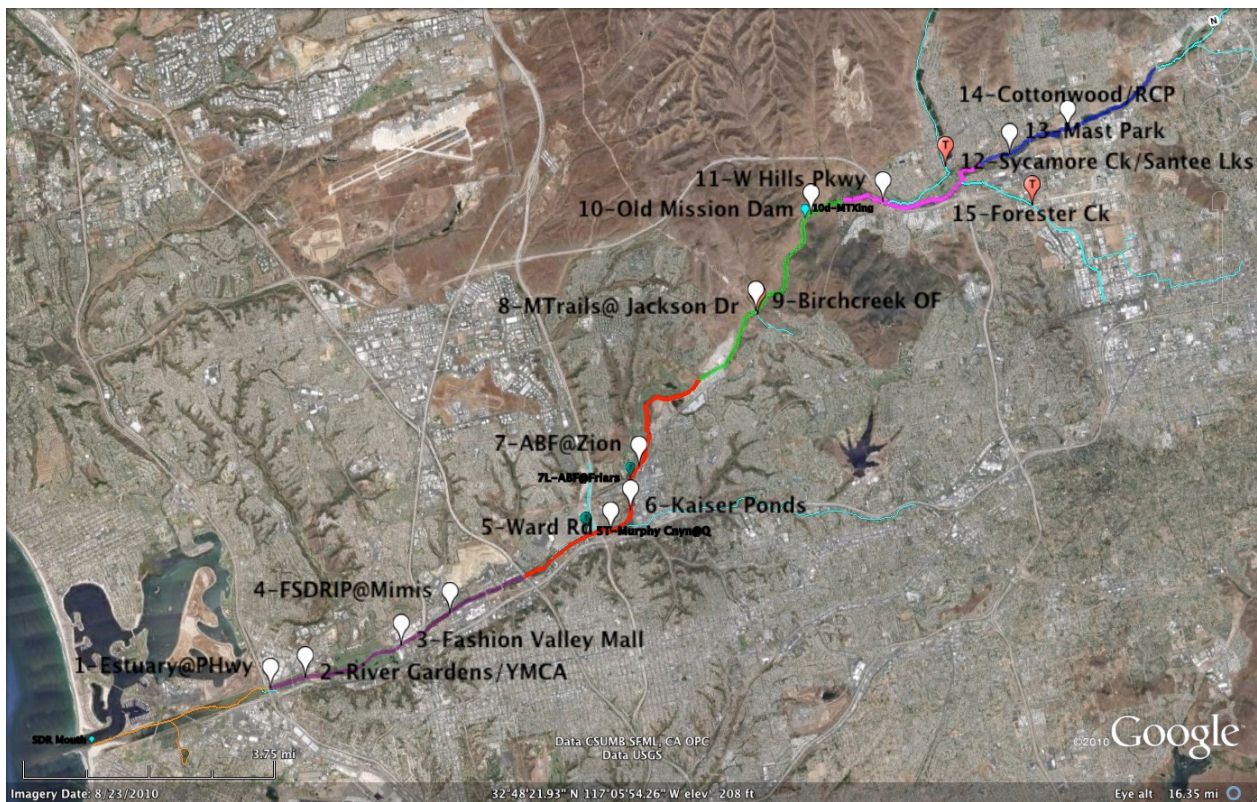 N
14-Cottonwood/RCP
13-Mast Park
T
12-Sycamore Ck/Santee Lks
11-W Hills Pkwy
T
10-Old Mission Dam
10d-MTXing
15-Forester Ck
8-MTrails@ Jackson Dr
9-Birchcreek OF
7-ABF@Zion
7L-ABF@Friars
6-Kaiser Ponds
5-Ward Rd
5T-Murphy Cnyn@Q
4-FSDRIP@Mimis
3-Fashion Valley Mall
1-Estuary@PHwy
2-River Gardens/YMCA
SDR Mouth
3.75 mi
Data CSUMB SFML, CA OPC
Data USGS
©2010 Google
Imagery Date: 8/23/2010
32°48'21.93" N 117°05'54.26" W elev 208 ft
Eye alt 16.35 mi